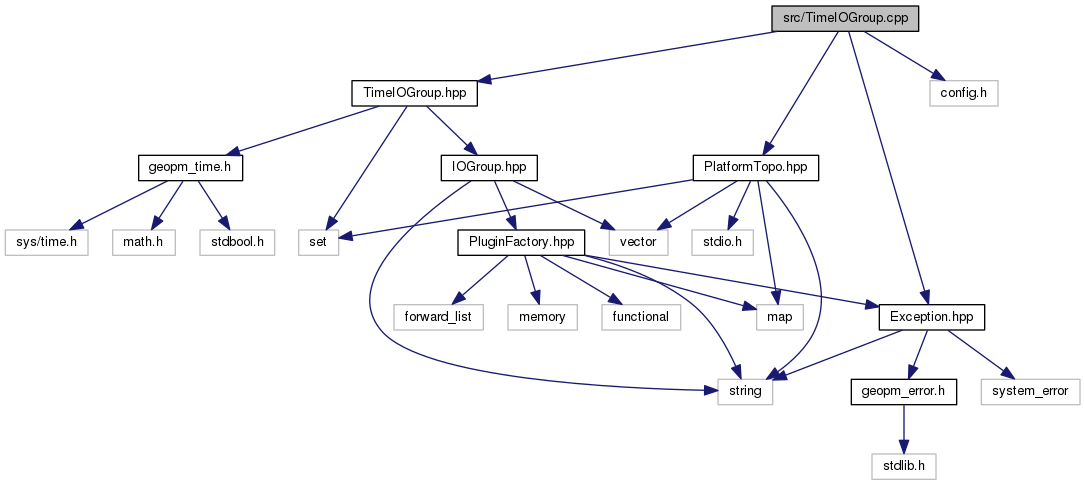 src/TimeIOGroup.cpp
TimeIOGroup.hpp
config.h
geopm_time.h
IOGroup.hpp
PlatformTopo.hpp
sys/time.h
math.h
stdbool.h
set
PluginFactory.hpp
vector
stdio.h
forward_list
memory
functional
map
Exception.hpp
string
geopm_error.h
system_error
stdlib.h